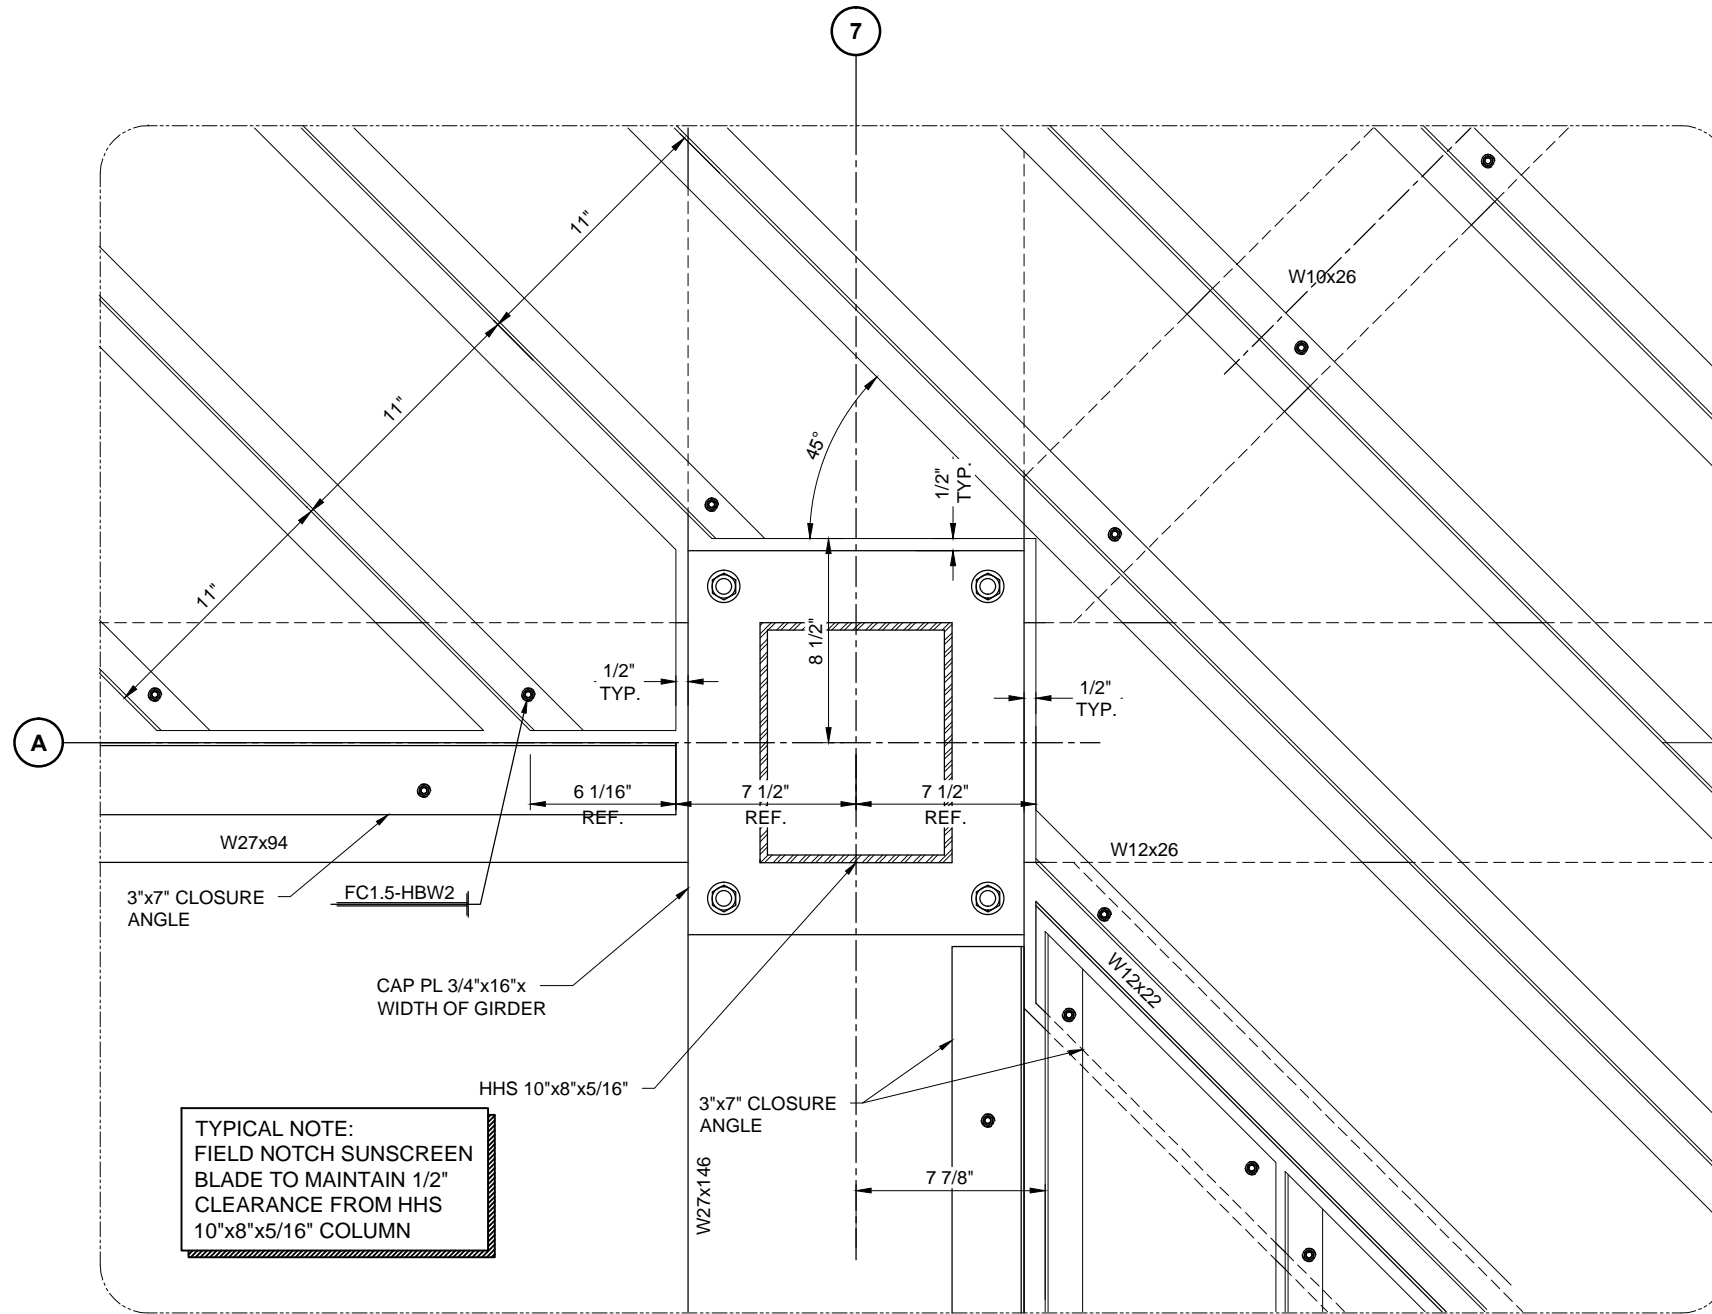 7
11"
W10x26
11"
45°
1/2"
TYP.
11"
8 1/2"
1/2"
TYP.
1/2"
TYP.
A
6 1/16"
REF.
7 1/2"
REF.
7 1/2"
REF.
W27x94
W12x26
3"x7" CLOSURE
ANGLE
FC1.5-HBW2
W12x22
CAP PL 3/4"x16"x
WIDTH OF GIRDER
HHS 10"x8"x5/16"
3"x7" CLOSURE
ANGLE
TYPICAL NOTE:
FIELD NOTCH SUNSCREEN
BLADE TO MAINTAIN 1/2"
CLEARANCE FROM HHS
10"x8"x5/16" COLUMN
W27x146
7 7/8"